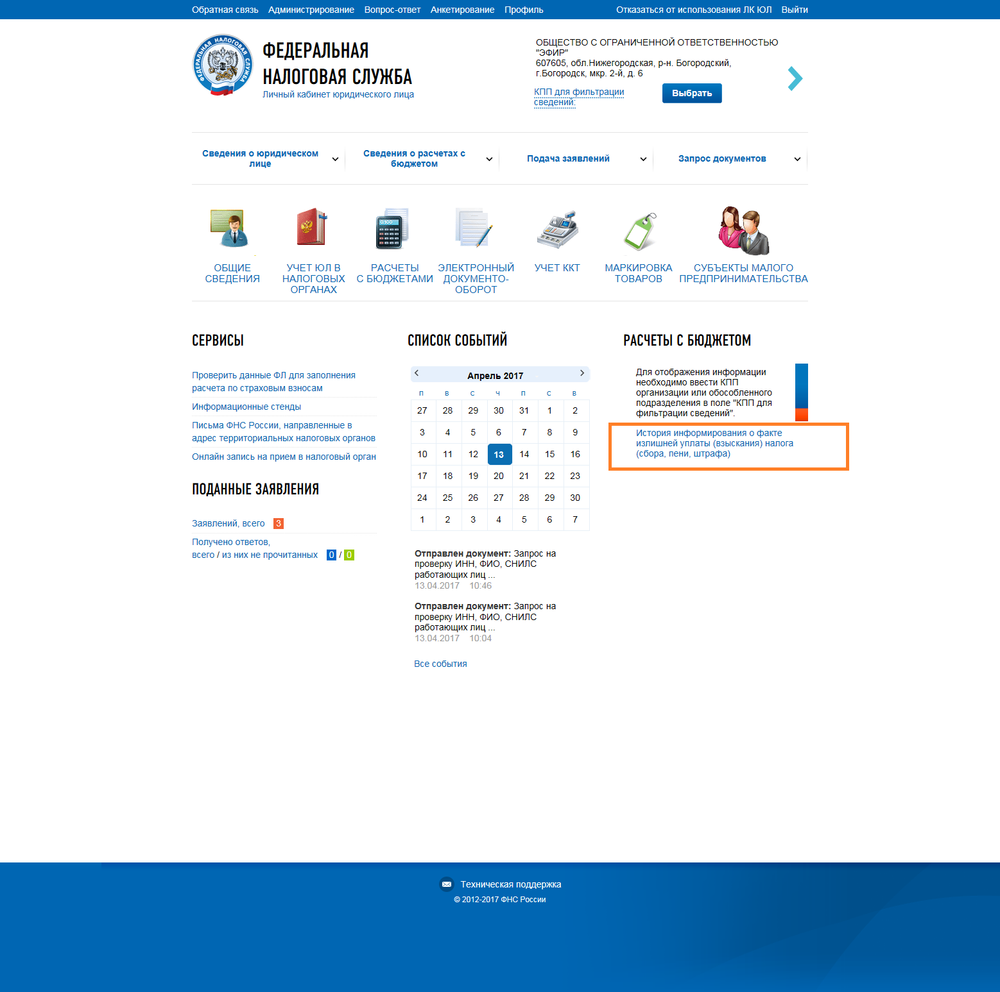 Обратная связь Администрирование Вопрос-ответ Анкетирование Профиль Отказаться от использования ЛК ЮЛ Выйти
ФЕДЕРАЛЬНАЯ НАЛОГОВАЯ СЛУЖБА
ФЕДЕРАЛЬНАЯ
НАЛОГОВАЯ СЛУЖБА
Личный кабинет юридического лица
ОБЩЕСТВО С ОГРАНИЧЕННОЙ ОТВЕТСТВЕННОСТЬЮ
"ЭФИР"
607605, обл.Нижегородская, р-н. Богородский,
г.Богородск, мкр. 2-й, д. 6
КПП для фильтрации
сведений:
Выбрать
Сведения о юридическом
лице
Сведения о расчетах с
бюджетом
Подача заявлений
Запрос документов
0.100
ОБЩИЕ
СВЕДЕНИЯ
УЧЕТ ЮЛ В
НАЛОГОВЫХ
ОРГАНАХ
РАСЧЕТЫ
С БЮДЖЕТАМИ
ЭЛЕКТРОННЫЙ
ДОКУМЕНТО-
ОБОРОТ
УЧЕТ ККТ
МАРКИРОВКА
ТОВАРОВ
СУБЪЕКТЫ МАЛОГО
ПРЕДПРИНИМАТЕЛЬСТВА
СЕРВИСЫ
Проверить данные ФЛ для заполнения
расчета по страховым взносам
Информационные стенды
Письма ФНС России, направленные в
адрес территориальных налоговых органов
Онлайн запись на прием в налоговый орган
ПОДАННЫЕ ЗАЯВЛЕНИЯ
Заявлений, всего 3
Получено ответов,
всего / из них не прочитанных 0 / 0
СПИСОК СОБЫТИЙ
Апрель 2017
П В С Ч П С В
27 28 29 30 31 1 2
3 4 5 6 7 8 9
10 11 12 13 14 15 16
17 18 19 20 21 22 23
24 25 26 27 28 29 30
1 2 3 4 5 6 7
Отправлен документ: Запрос на
проверку ИНН, ФИО, СНИЛС
работающих лиц ...
13.04.2017 10:46
Отправлен документ: Запрос на
проверку ИНН, ФИО, СНИЛС
работающих лиц ...
13.04.2017 10:04
Все события
РАСЧЕТЫ С БЮДЖЕТОМ
Для отображения информации
необходимо ввести КПП
организации или обособленного
подразделения в поле "КПП для
фильтрации сведений".
История информирования о факте
излишней уплаты (взыскания) налога
(сбора, пени, штрафа)
Техническая поддержка
© 2012-2017 ФНС России